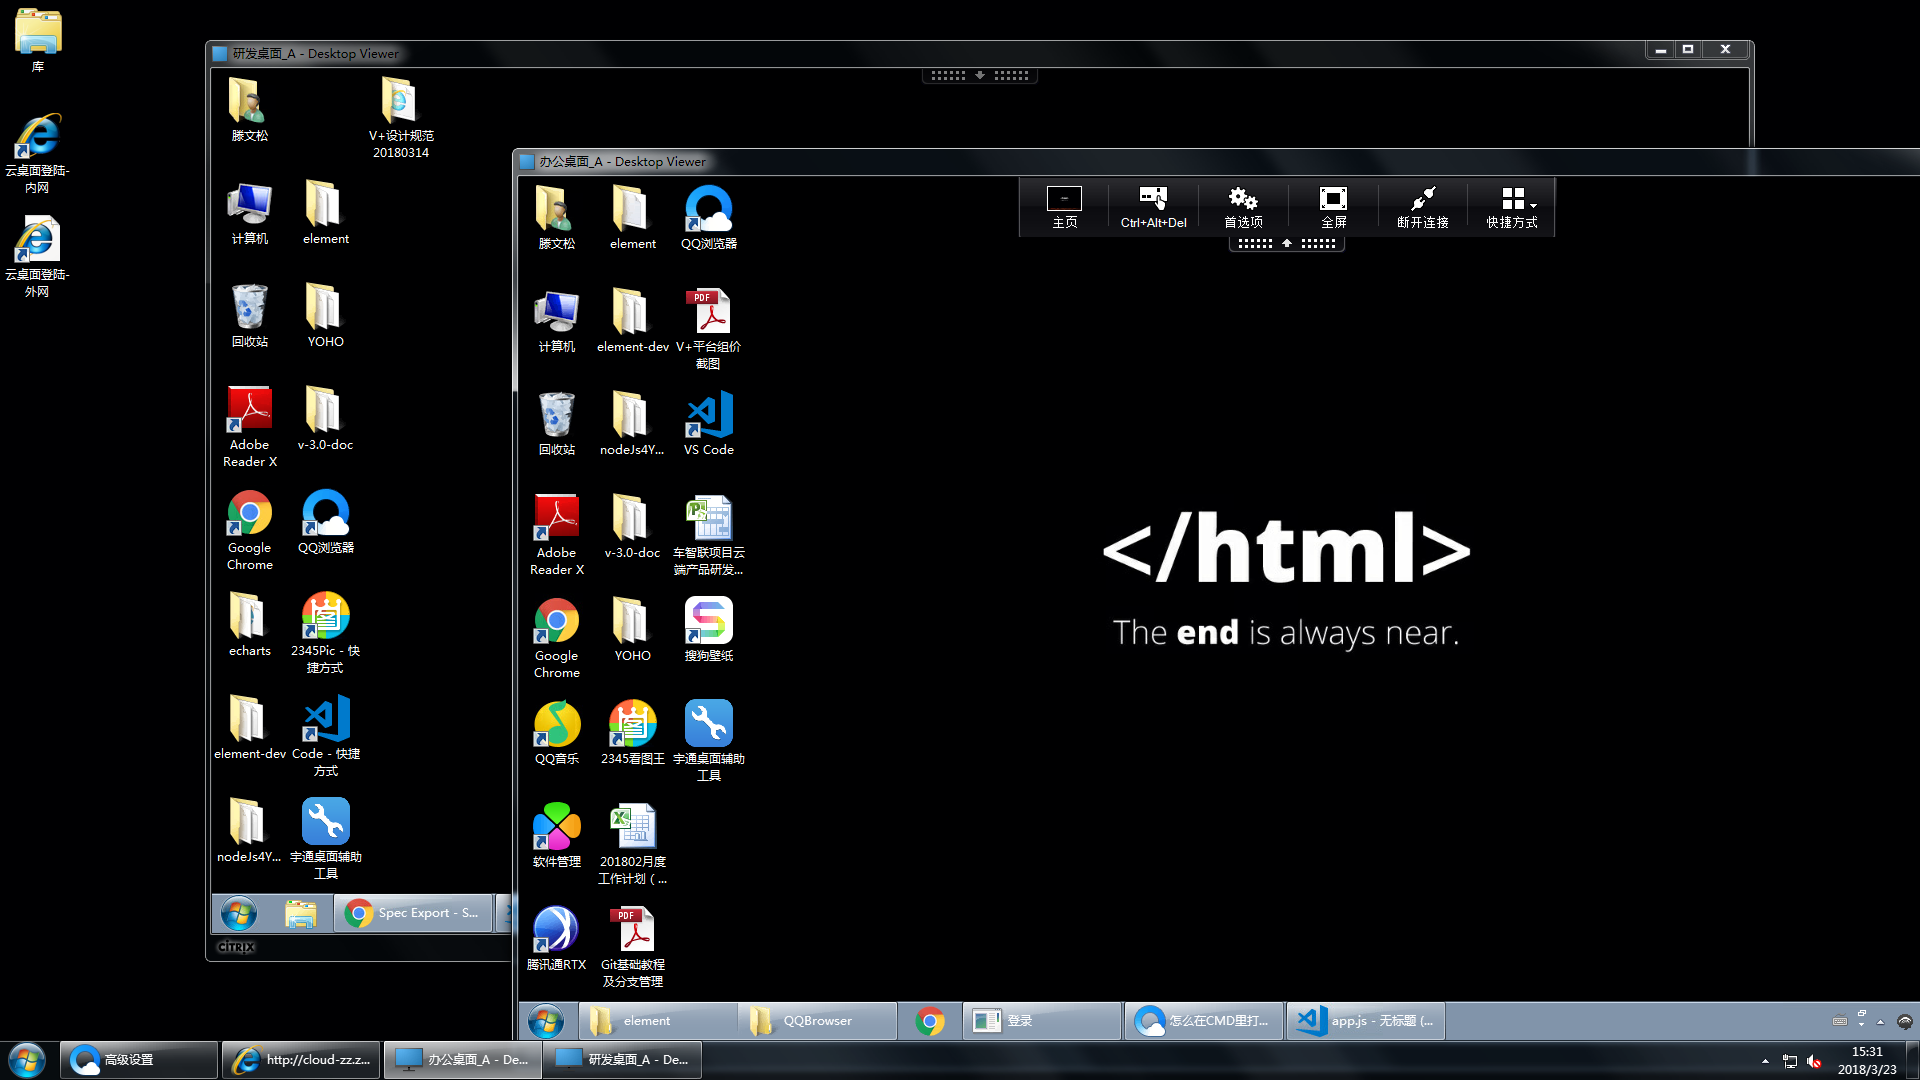 库
云桌面登陆-
内网
云桌面登陆-
外网
研发桌面_A - Desktop Viewer
滕文松
V+设计规范
20180314
计算机
element
回收站
YOHO
Adobe
Reader X
v-3.0-doc
Google
Chrome
QQ浏览器
echarts
2345Pic - 快
捷方式
element-dev
Code - 快捷
方式
nodeJs4Y...
宇通桌面辅助
工具
Spec Export - S...
CITRIX
办公桌面_A - Desktop Viewer
主页
Ctrl+Alt+Del
首选项
全屏
断开连接
快捷方式
滕文松
element
QQ浏览器
计算机
element-dev
V+平台组价
截图
回收站
nodeJs4Y...
VS Code
Adobe
Reader X
v-3.0-doc
车智联项目云
端产品研发...
Google
Chrome
YOHO
搜狗壁纸
QQ音乐
2345看图王
宇通桌面辅助
工具
软件管理
201802月度
工作计划（...
腾讯通RTX
Git基础教程
及分支管理
PDF
PDF
</html>
The end is always near.
element
QQBrowser
登录
怎么在CMD里打...
app.js - 无标题 (...
高级设置
http://cloud-zz.z...
办公桌面_A - De...
研发桌面_A - De...
15:31
2018/3/23